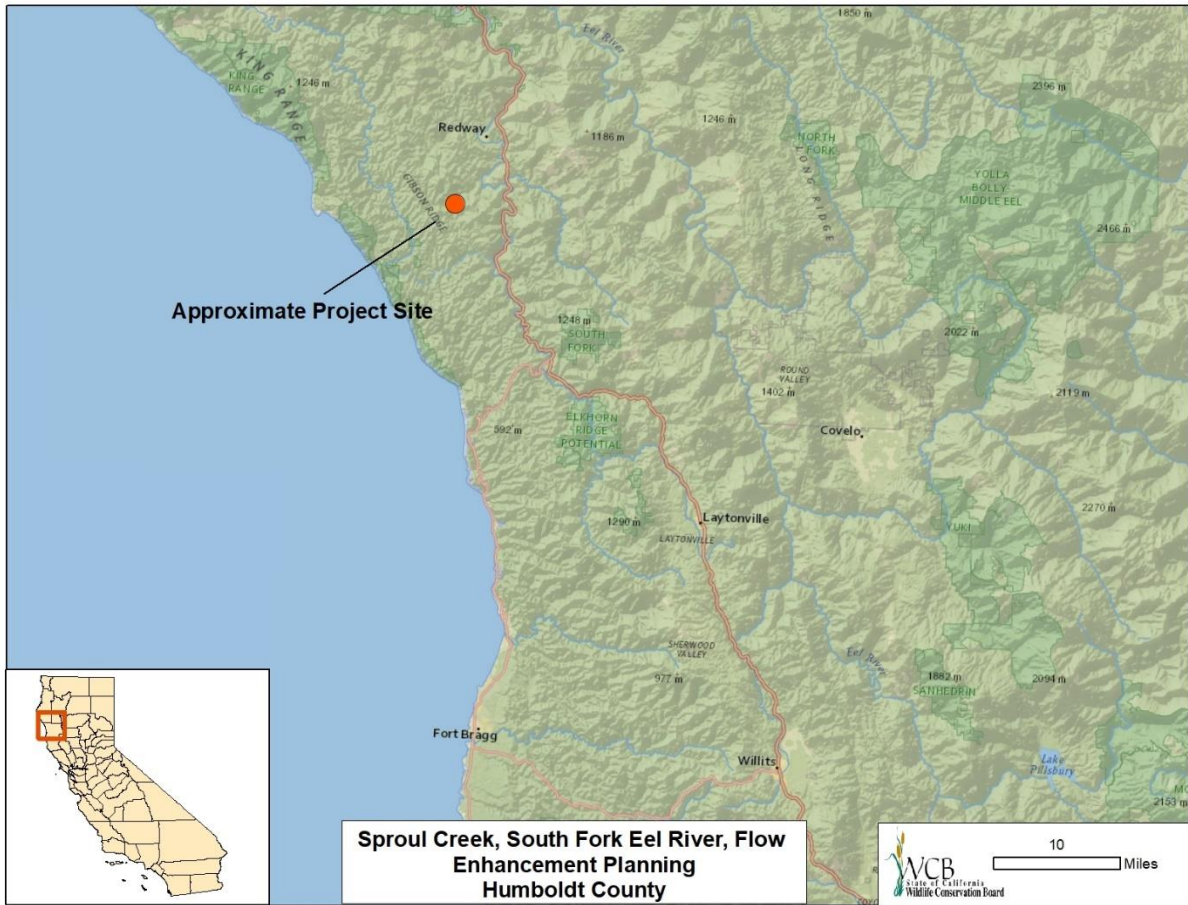 1850 m
Eel River
KING RANGE
KING
RANGE
1246 m
2396 m
Redway
1186 m
1246 m
NORTH
FORK
LONG RIDGE
YOLLA
BOLLY
MIDDLE EEL
GIBSON RIDGE
2466 m
Approximate Project Site
1248 m
SOUTH
FORK
2022 m
ROUND
VALLEY
1402 m
2119 m
ELKHORN
RIDGE
POTENTIAL
592 m
Covelo
2270 m
1290 m
Laytonville
LAYTONVILLE
YUKI
SHERWOOD
VALLEY
977 m
Eel River
1882 m
SANHEDRIN
2094 m
Fort Bragg
Willits
Lake
Pillsbury
2153 m
Sproul Creek, South Fork Eel River, Flow
Enhancement Planning
Humboldt County
WCB
State of California
Wildlife Conservation Board
10
Miles